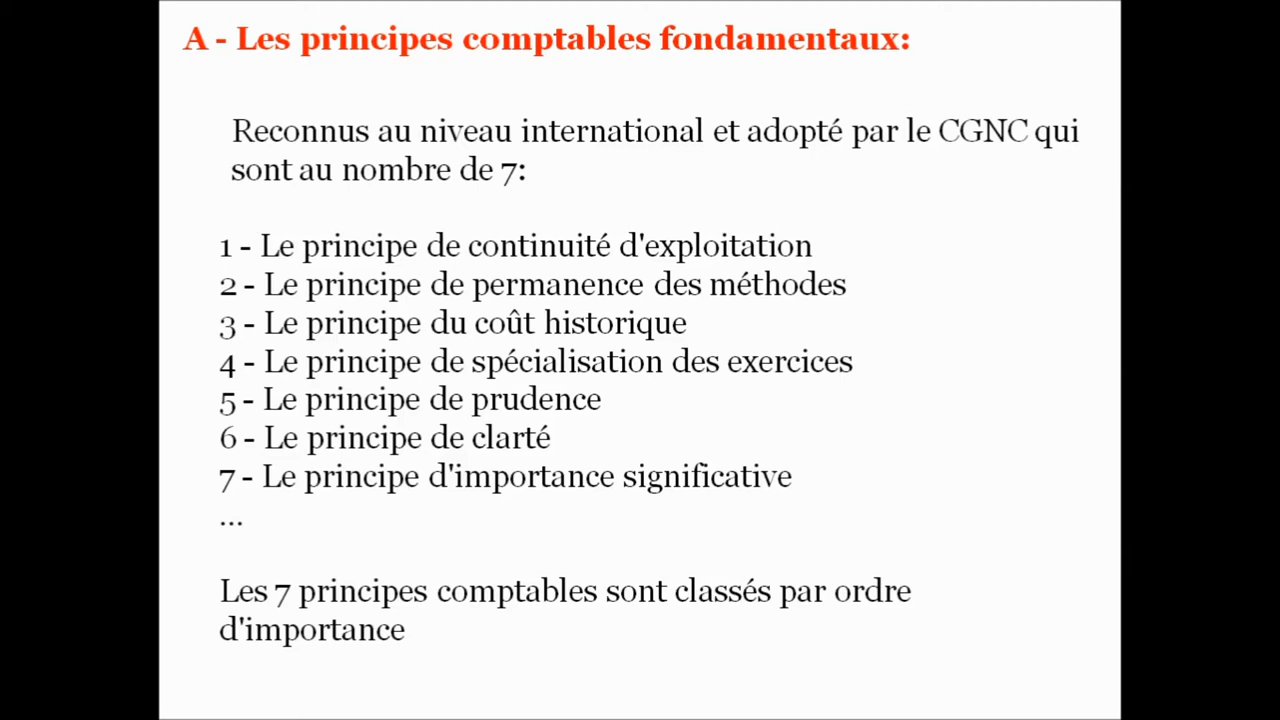 A - Les principes comptables fondamentaux:
Reconnus au niveau international et adopté par le CGNC qui
sont au nombre de 7:
1 - Le principe de continuité d'exploitation
2 - Le principe de permanence des méthodes
3 - Le principe du coût historique
4 - Le principe de spécialisation des exercices
5 - Le principe de prudence
6 - Le principe de clarté
7 - Le principe d'importance significative
...
Les 7 principes comptables sont classés par ordre
d'importance